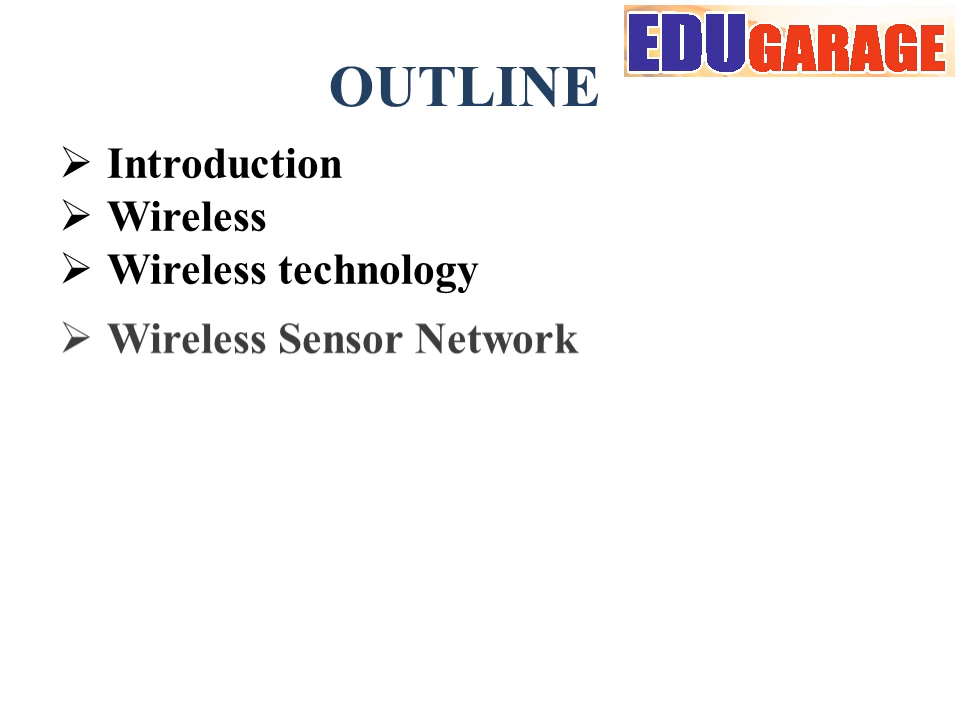 EDUGARAGE
OUTLINE
➢ Introduction
➢ Wireless
➢ Wireless technology
➢ Wireless Sensor Network